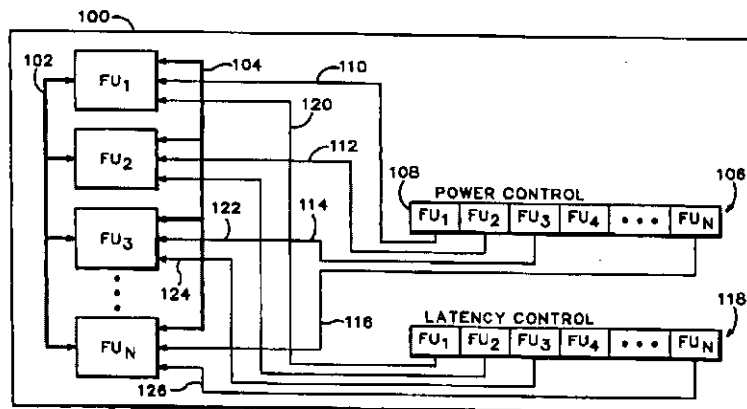 100
102
104
FU1
110
120
FU2
112
108
POWER CONTROL
106
FU1 FU2 FU3 FU4 ••• FUN
FU3
122
114
124
116
LATENCY CONTROL
118
FU1 FU2 FU3 FU4 ••• FUN
FUN
126